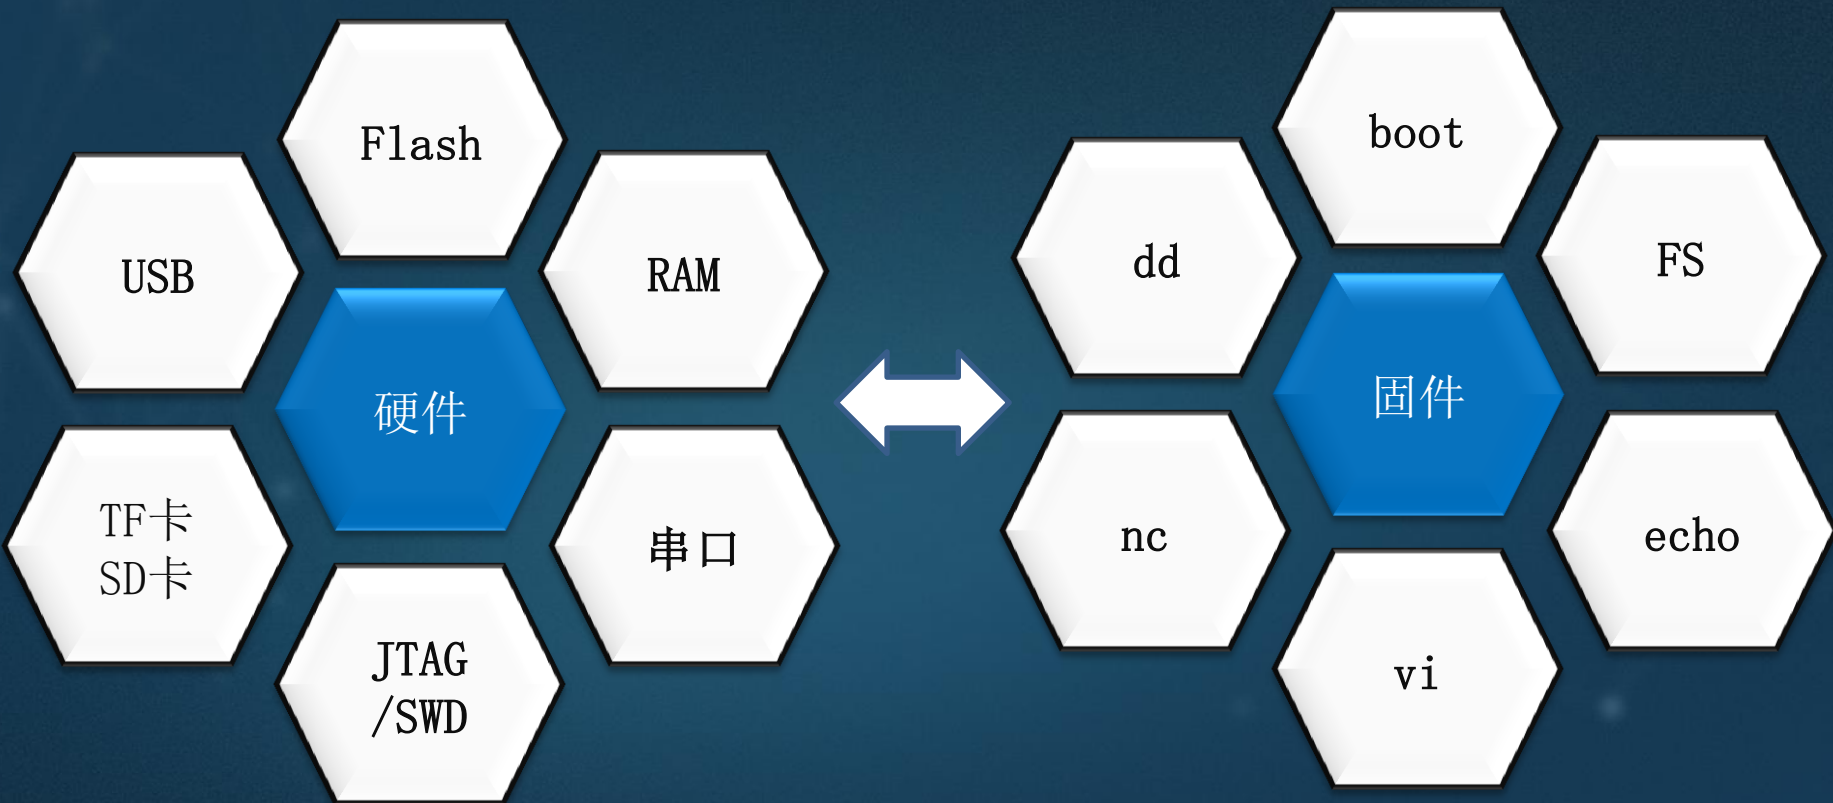 Flash
USB
RAM
硬件
TF卡
SD卡
串口
JTAG
/SWD
boot
dd
FS
固件
nc
echo
vi